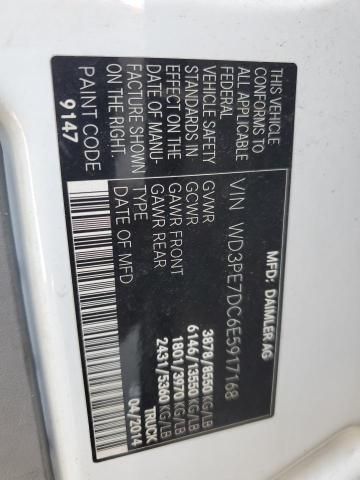 MFD: DAIMLER AG
VIN WD3PE7DC6E5917168
THIS VEHICLE
CONFORMS TO
ALL APPLICABLE
FEDERAL
VEHICLE SAFETY
STANDARDS IN
EFFECT ON THE
DATE OF MANU-
FACTURE SHOWN
ON THE RIGHT.
PAINT CODE
9147
GVWR 3878/8550 KG/LB
GCWR 6146/13550 KG/LB
GAWR FRONT 1801/3970 KG/LB
GAWR REAR 2431/5360 KG/LB
TRUCK
DATE OF MFD 04/2014